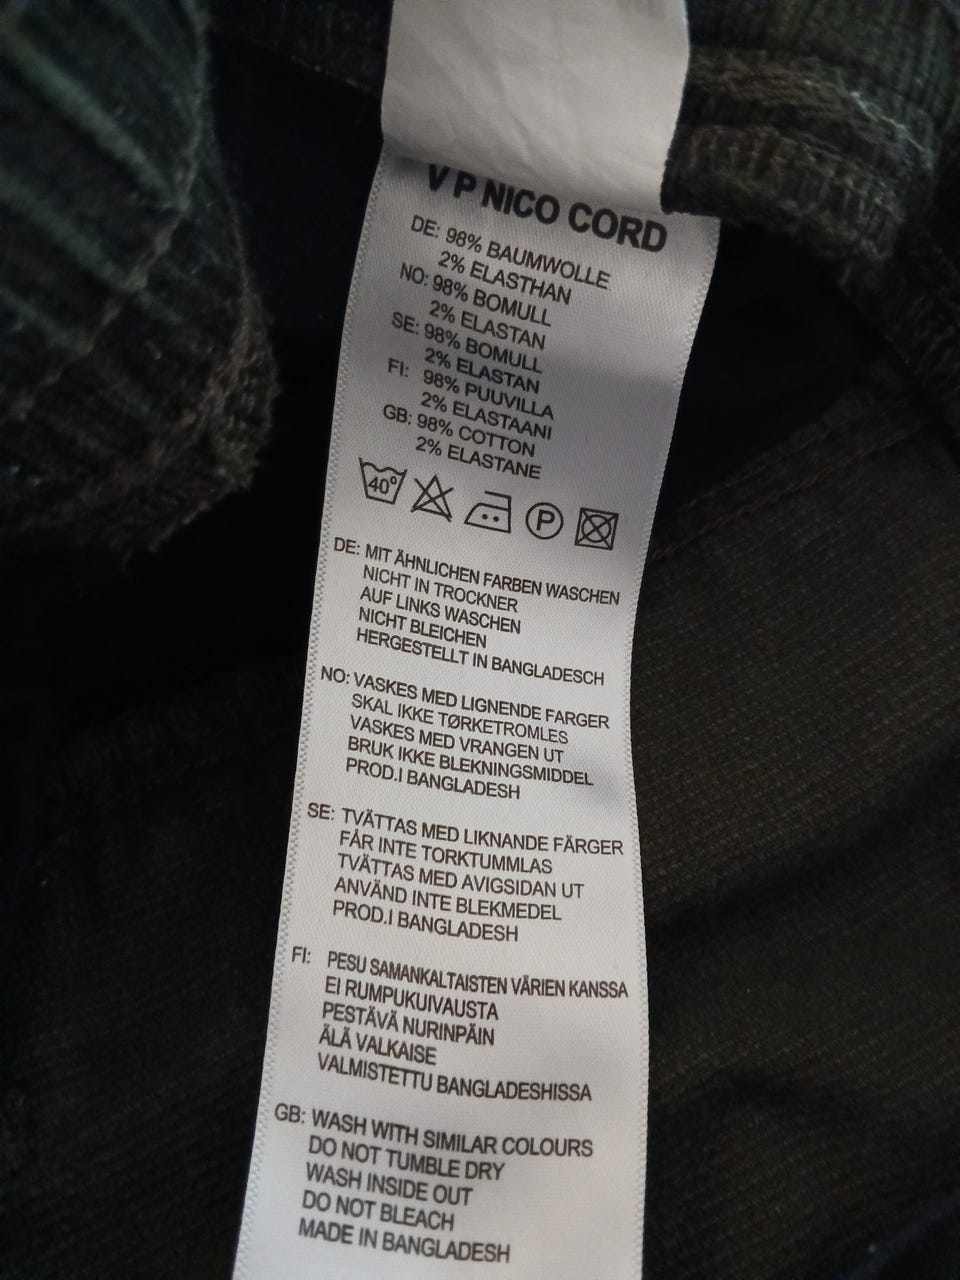 V P NICO CORD
DE: 98% BAUMWOLLE
2% ELASTHAN
NO: 98% BOMULL
2% ELASTAN
SE: 98% BOMULL
2% ELASTAN
FI: 98% PUUVILLA
2% ELASTAANI
GB: 98% COTTON
2% ELASTANE
40° P
DE: MIT ÄHNLICHEN FARBEN WASCHEN
NICHT IN TROCKNER
AUF LINKS WASCHEN
NICHT BLEICHEN
HERGESTELLT IN BANGLADESCH
NO: VASKES MED LIGNENDE FARGER
SKAL IKKE TØRKETROMLES
VASKES MED VRANGEN UT
BRUK IKKE BLEKNINGSMIDDEL
PROD.I BANGLADESH
SE: TVÄTTAS MED LIKNANDE FÄRGER
FÅR INTE TORKTUMMLAS
TVÄTTAS MED AVIGSIDAN UT
ANVÄND INTE BLEKMEDEL
PROD.I BANGLADESH
FI: PESU SAMANKALTAISTEN VÄRIEN KANSSA
EI RUMPUKUIVAUSTA
PESTÄVÄ NURINPÄIN
ÄLÄ VALKAISE
VALMISTETTU BANGLADESHISSA
GB: WASH WITH SIMILAR COLOURS
DO NOT TUMBLE DRY
WASH INSIDE OUT
DO NOT BLEACH
MADE IN BANGLADESH